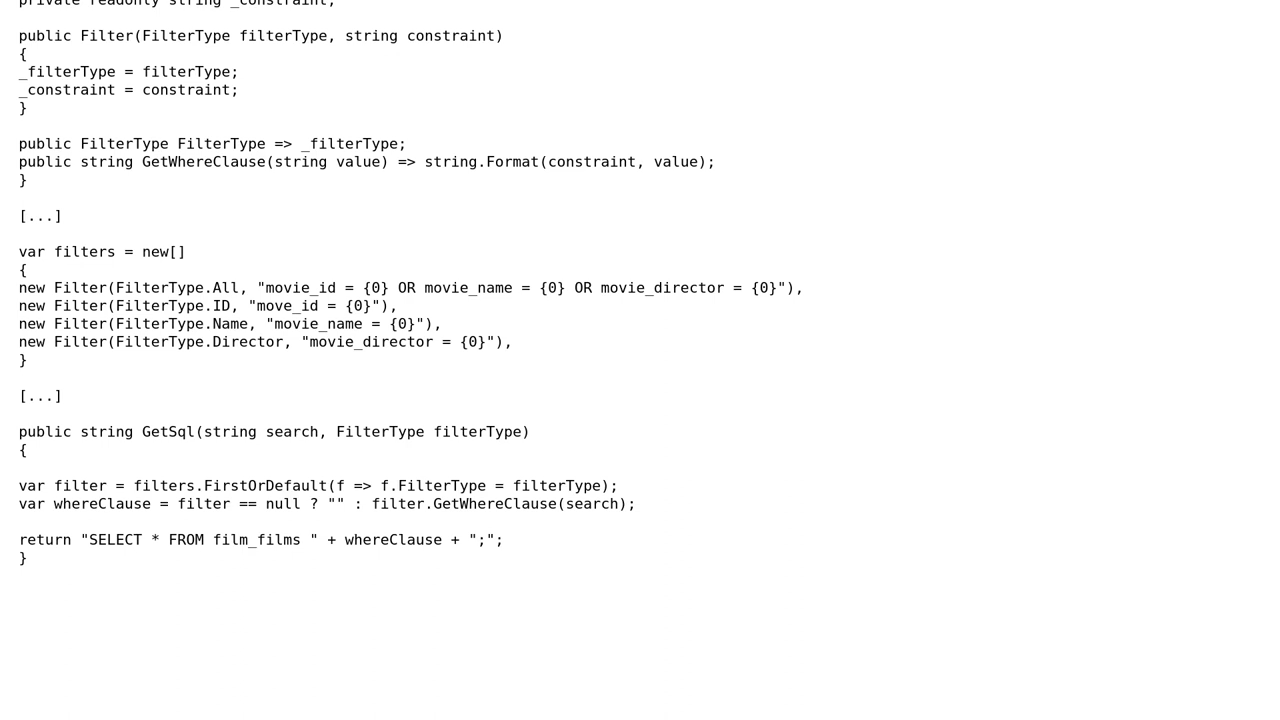 private readonly string _constraint;
public Filter(FilterType filterType, string constraint)
{
_filterType = filterType;
_constraint = constraint;
}
public FilterType FilterType => _filterType;
public string GetWhereClause(string value) => string.Format(constraint, value);
}
[...]
var filters = new[]
{
new Filter(FilterType.All, "movie_id = {0} OR movie_name = {0} OR movie_director = {0}"),
new Filter(FilterType.ID, "move_id = {0}"),
new Filter(FilterType.Name, "movie_name = {0}"),
new Filter(FilterType.Director, "movie_director = {0}"),
}
[...]
public string GetSql(string search, FilterType filterType)
{
var filter = filters.FirstOrDefault(f => f.FilterType = filterType);
var whereClause = filter == null ? "" : filter.GetWhereClause(search);
return "SELECT * FROM film_films " + whereClause + ";";
}